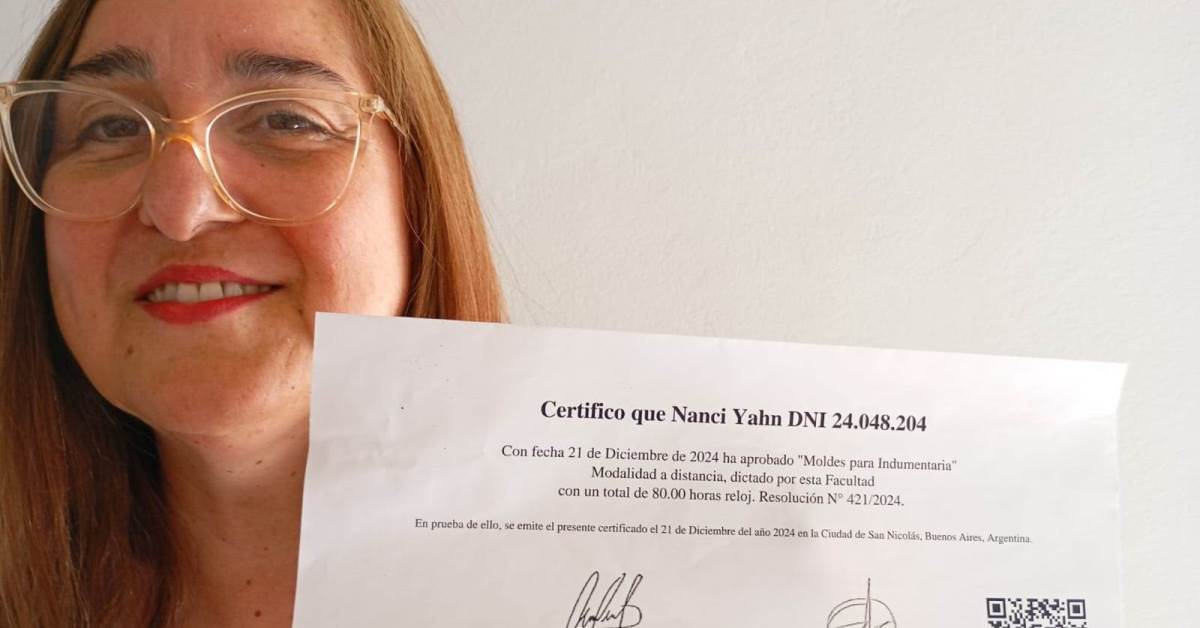 Certifico que Nanci Yahn DNI 24.048.204
Con fecha 21 de Diciembre de 2024 ha aprobado "Moldes para Indumentaria"
Modalidad a distancia, dictado por esta Facultad
con un total de 80.00 horas reloj. Resolución N° 421/2024.
En prueba de ello, se emite el presente certificado el 21 de Diciembre del año 2024 en la Ciudad de San Nicolás, Buenos Aires, Argentina.